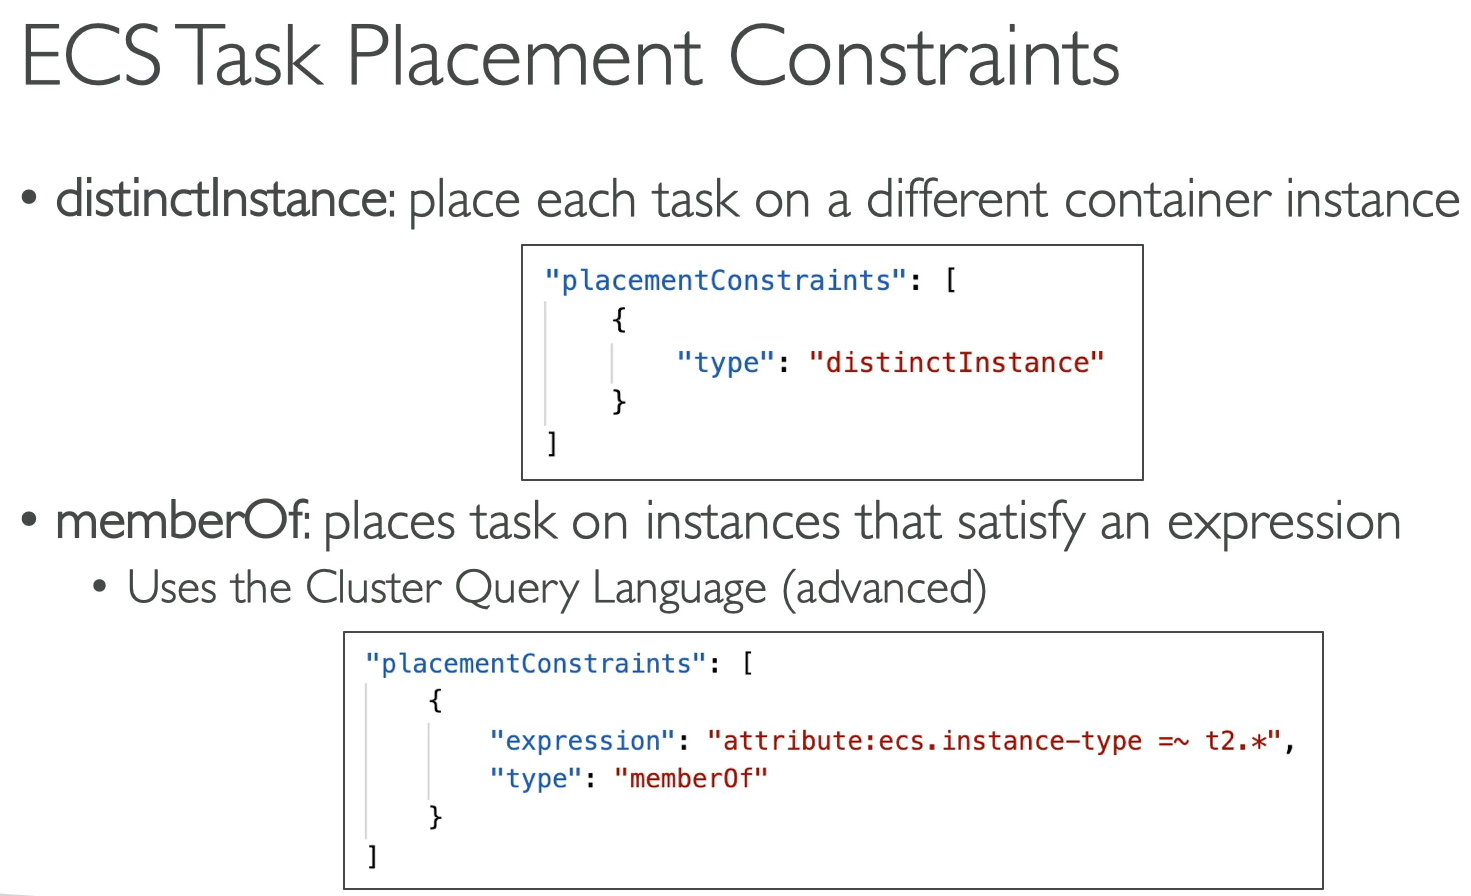 ECS Task Placement Constraints
• distinctInstance: place each task on a different container instance
"placementConstraints": [
{
"type": "distinctInstance"
}
]
• memberOf: places task on instances that satisfy an expression
• Uses the Cluster Query Language (advanced)
"placementConstraints": [
{
"expression": "attribute:ecs.instance-type =~ t2.*",
"type": "memberOf"
}
]